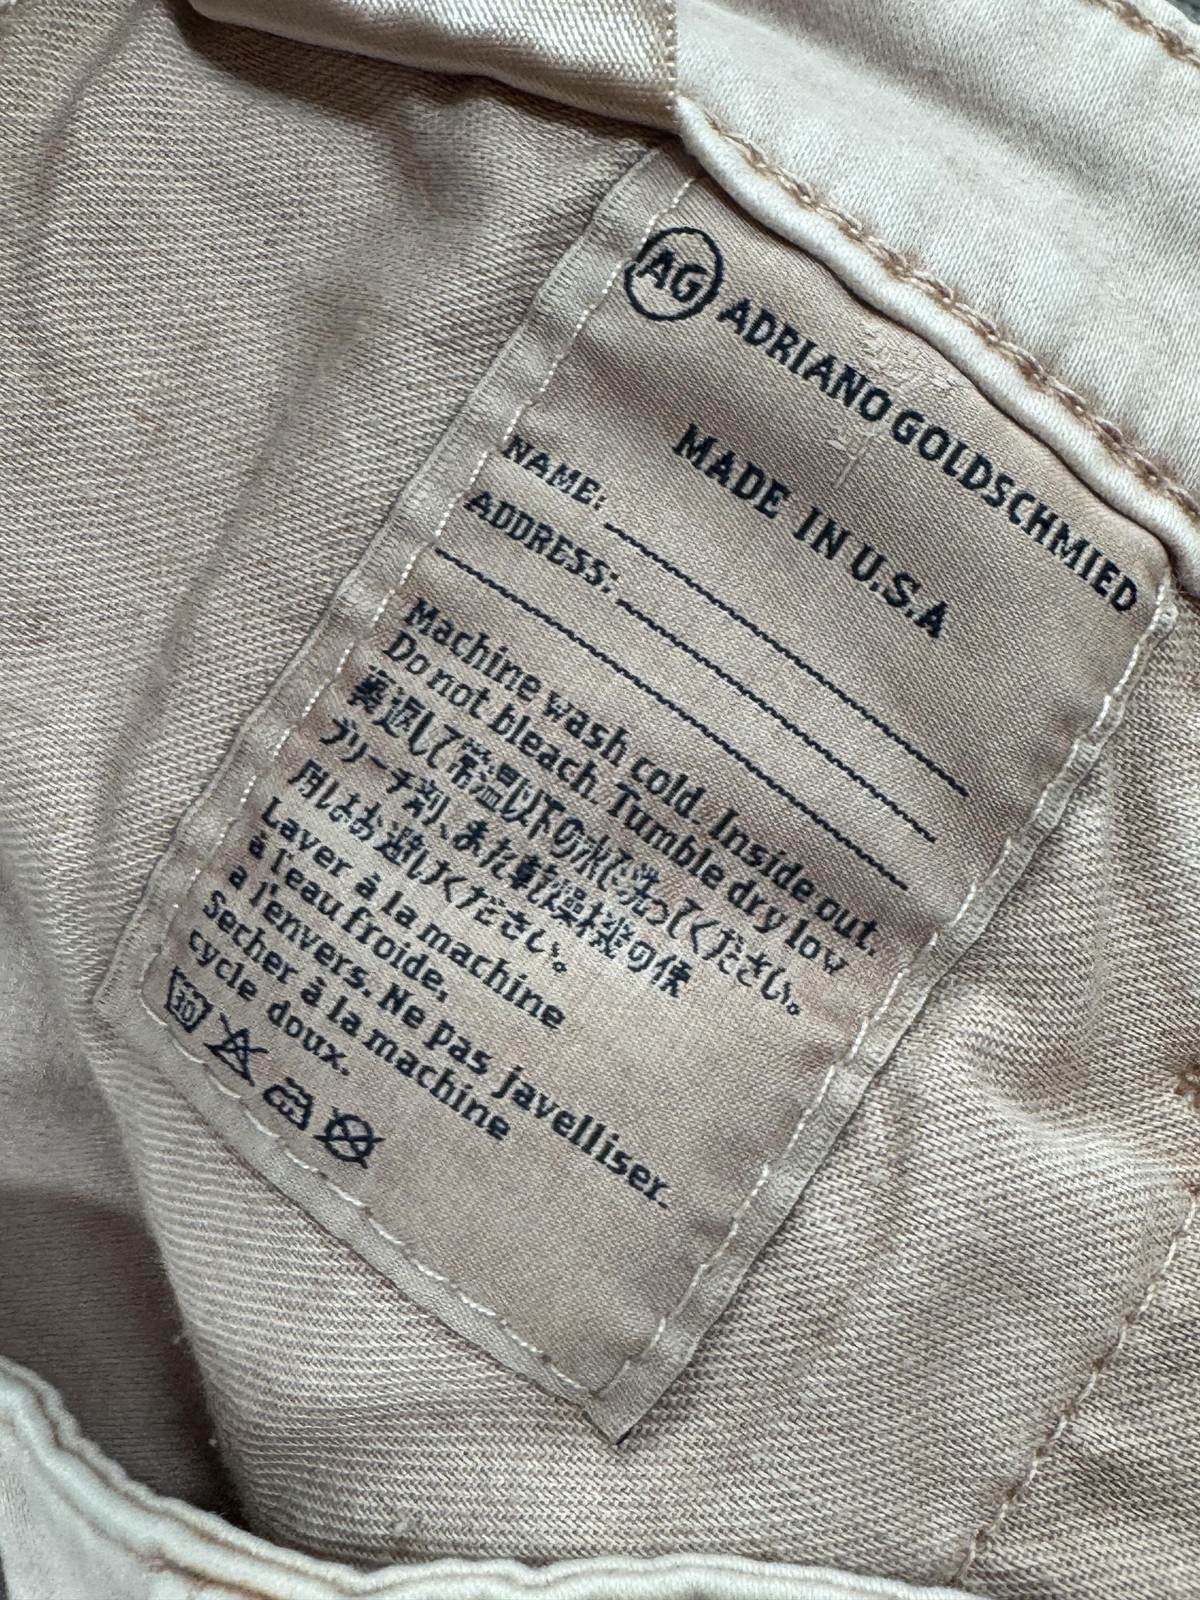 AG ADRIANO GOLDSCHMIED
MADE IN U.S.A
NAME:
ADDRESS:
Machine wash cold. Inside out.
Do not bleach. Tumble dry low
裏返して常温以下の水で洗ってください。
ブリーチ剤、また乾燥機の使
用しお避しください。
Laver à la machine
à l'eau froide,
a l'envers. Ne pas javelliser.
Secher à la machine
cycle doux.
30